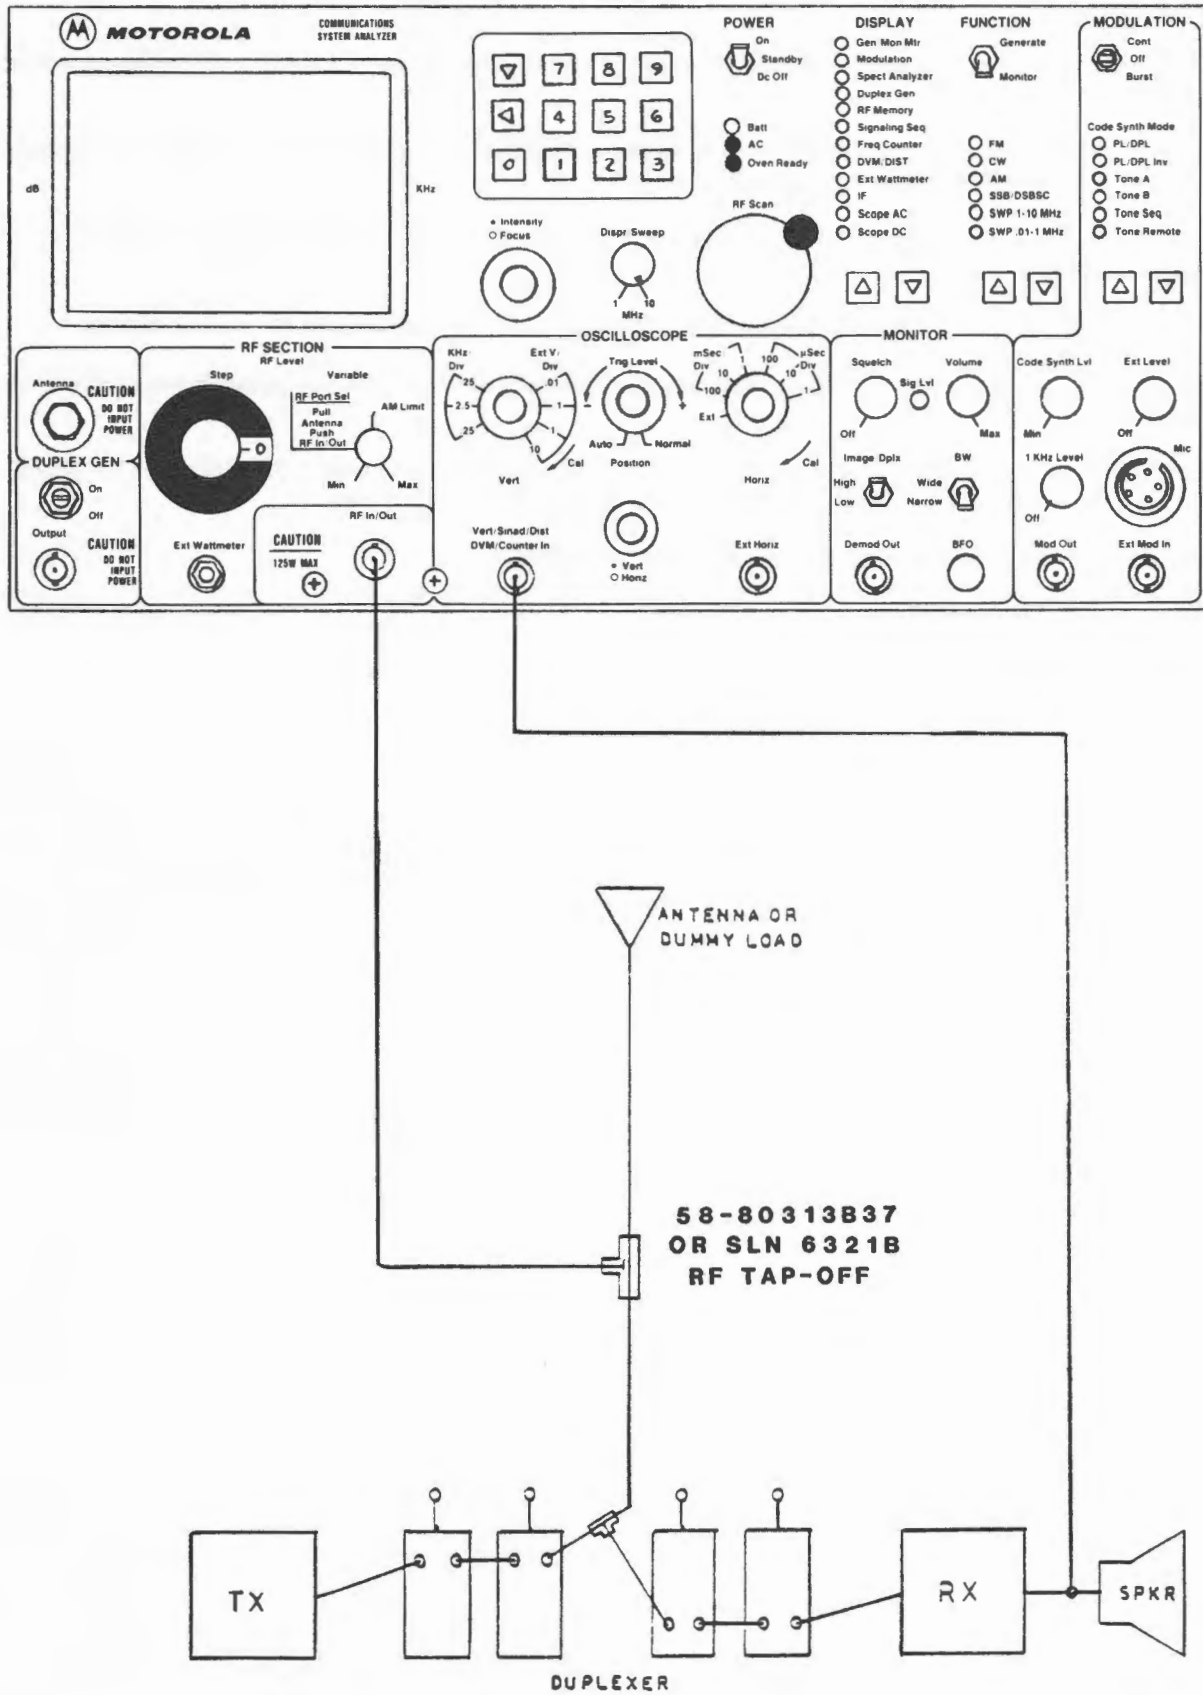 MOTOROLA
COMMUNICATIONS
SYSTEM ANALYZER
dB
KHz
▽ 7 8 9
◁ 4 5 6
0 1 2 3
POWER
On
Standby
Dc Off
Batt
AC
Oven Ready
DISPLAY
Gen Mon Mtr
Modulation
Spect Analyzer
Duplex Gen
RF Memory
Signaling Seq
Freq Counter
DVM/DIST
Ext Wattmeter
IF
Scope AC
Scope DC
FUNCTION
Generate
Monitor
FM
CW
AM
SSB/DSBSC
SWP 1-10 MHz
SWP .01-1 MHz
MODULATION
Cont
Off
Burst
Code Synth Mode
PL/DPL
PL/DPL Inv
Tone A
Tone B
Tone Seq
Tone Remote
Intensity
Focus
Dispr Sweep
1 10
MHz
RF Scan
Antenna
CAUTION
DO NOT
INPUT
POWER
DUPLEX GEN
On
Off
Output
CAUTION
DO NOT
INPUT
POWER
RF SECTION
RF Level
Step
0
Variable
RF Port Sel
Pull
Antenna
Push
RF In/Out
AM Limit
Min
Max
Ext Wattmeter
CAUTION
125W MAX
RF In/Out
OSCILLOSCOPE
KHz/
Div
.25
2.5
25
Ext V/
Div
.01
.1
1
10
Cal
Vert
Trig Level
- +
Auto
Normal
Position
Vert
Horiz
mSec/
Div
1
10
100
Ext
µSec
Div
100
10
1
Cal
Horiz
Vert/Sinad/Dist
DVM/Counter In
Ext Horiz
MONITOR
Squelch
Off
Sig Lvl
Volume
Max
Image Dplx
High
Low
BW
Wide
Narrow
Demod Out
BFO
Code Synth Lvl
Min
Ext Level
Off
1 KHz Level
Off
Mic
Mod Out
Ext Mod In
ANTENNA OR
DUMMY LOAD
58-80313B37
OR SLN 6321B
RF TAP-OFF
TX
RX
SPKR
DUPLEXER